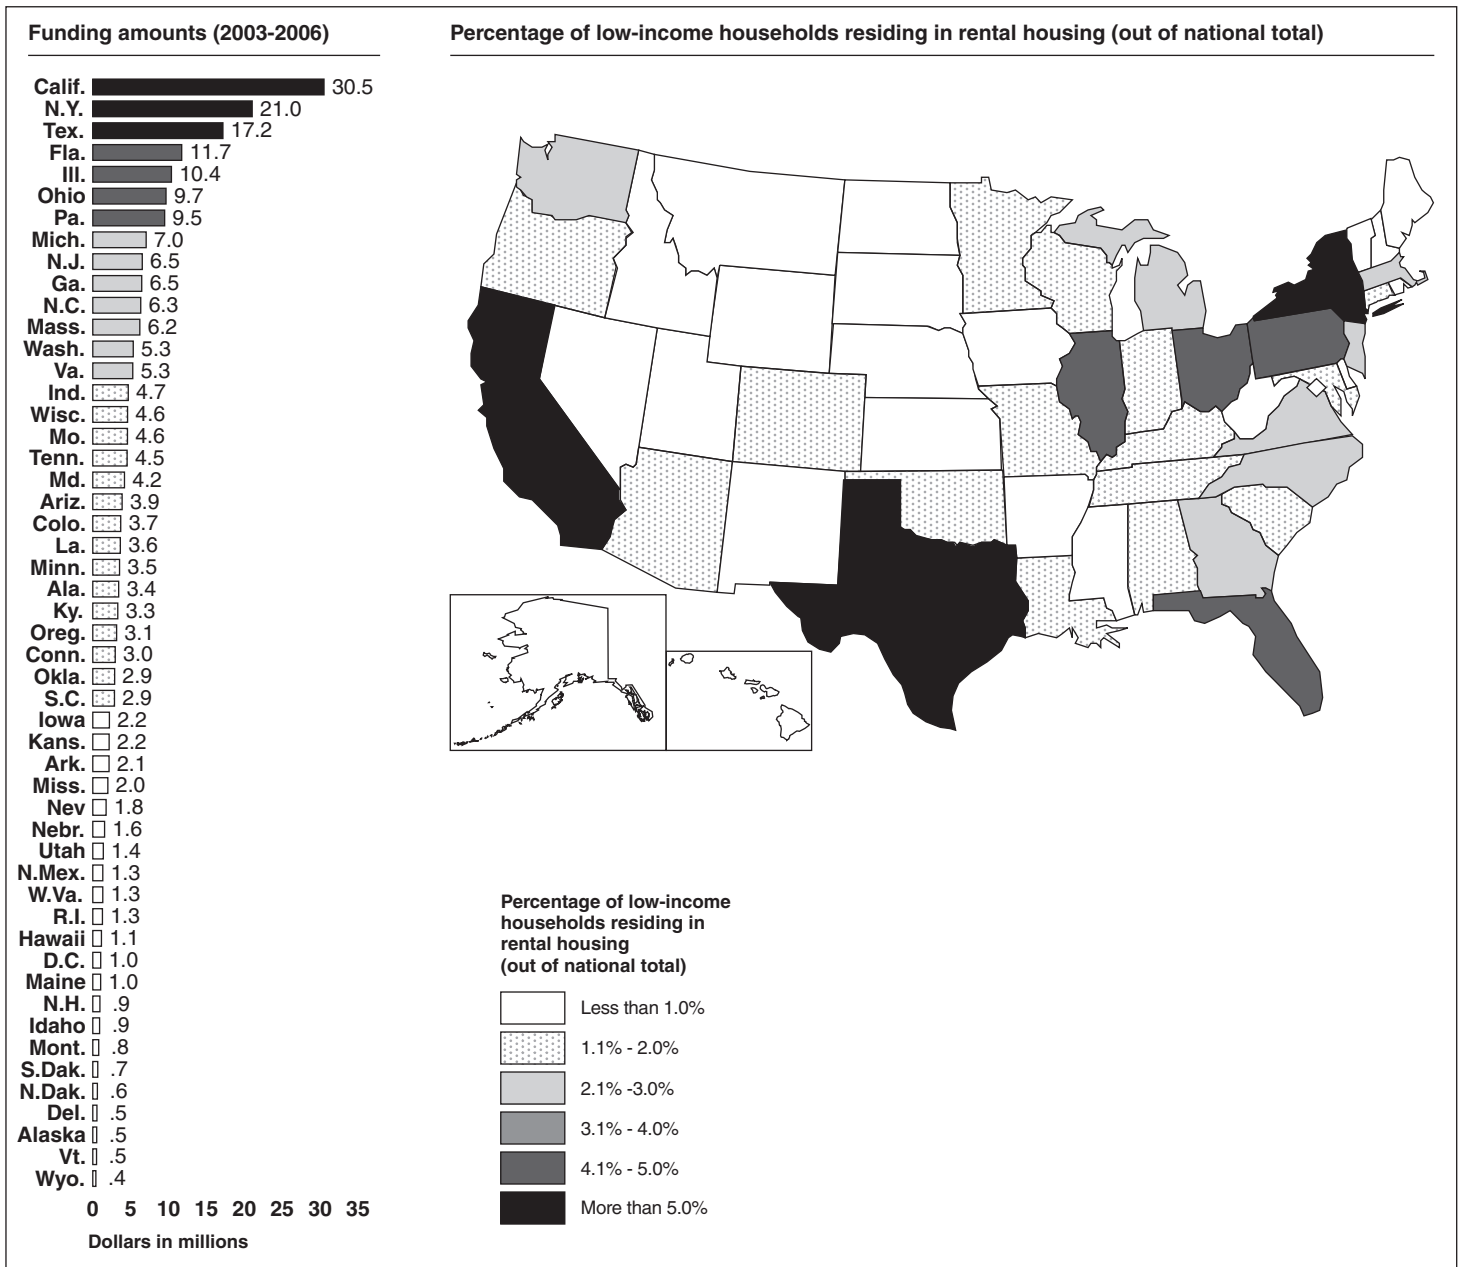 Funding amounts (2003-2006)
Percentage of low-income households residing in rental housing (out of national total)
Calif. 30.5
N.Y. 21.0
Tex. 17.2
Fla. 11.7
Ill. 10.4
Ohio 9.7
Pa. 9.5
Mich. 7.0
N.J. 6.5
Ga. 6.5
N.C. 6.3
Mass. 6.2
Wash. 5.3
Va. 5.3
Ind. 4.7
Wisc. 4.6
Mo. 4.6
Tenn. 4.5
Md. 4.2
Ariz. 3.9
Colo. 3.7
La. 3.6
Minn. 3.5
Ala. 3.4
Ky. 3.3
Oreg. 3.1
Conn. 3.0
Okla. 2.9
S.C. 2.9
Iowa 2.2
Kans. 2.2
Ark. 2.1
Miss. 2.0
Nev 1.8
Nebr. 1.6
Utah 1.4
N.Mex. 1.3
W.Va. 1.3
R.I. 1.3
Hawaii 1.1
D.C. 1.0
Maine 1.0
N.H. .9
Idaho .9
Mont. .8
S.Dak. .7
N.Dak. .6
Del. .5
Alaska .5
Vt. .5
Wyo. .4
0 5 10 15 20 25 30 35
Dollars in millions
Percentage of low-income
households residing in
rental housing
(out of national total)
Less than 1.0%
1.1% - 2.0%
2.1% -3.0%
3.1% - 4.0%
4.1% - 5.0%
More than 5.0%